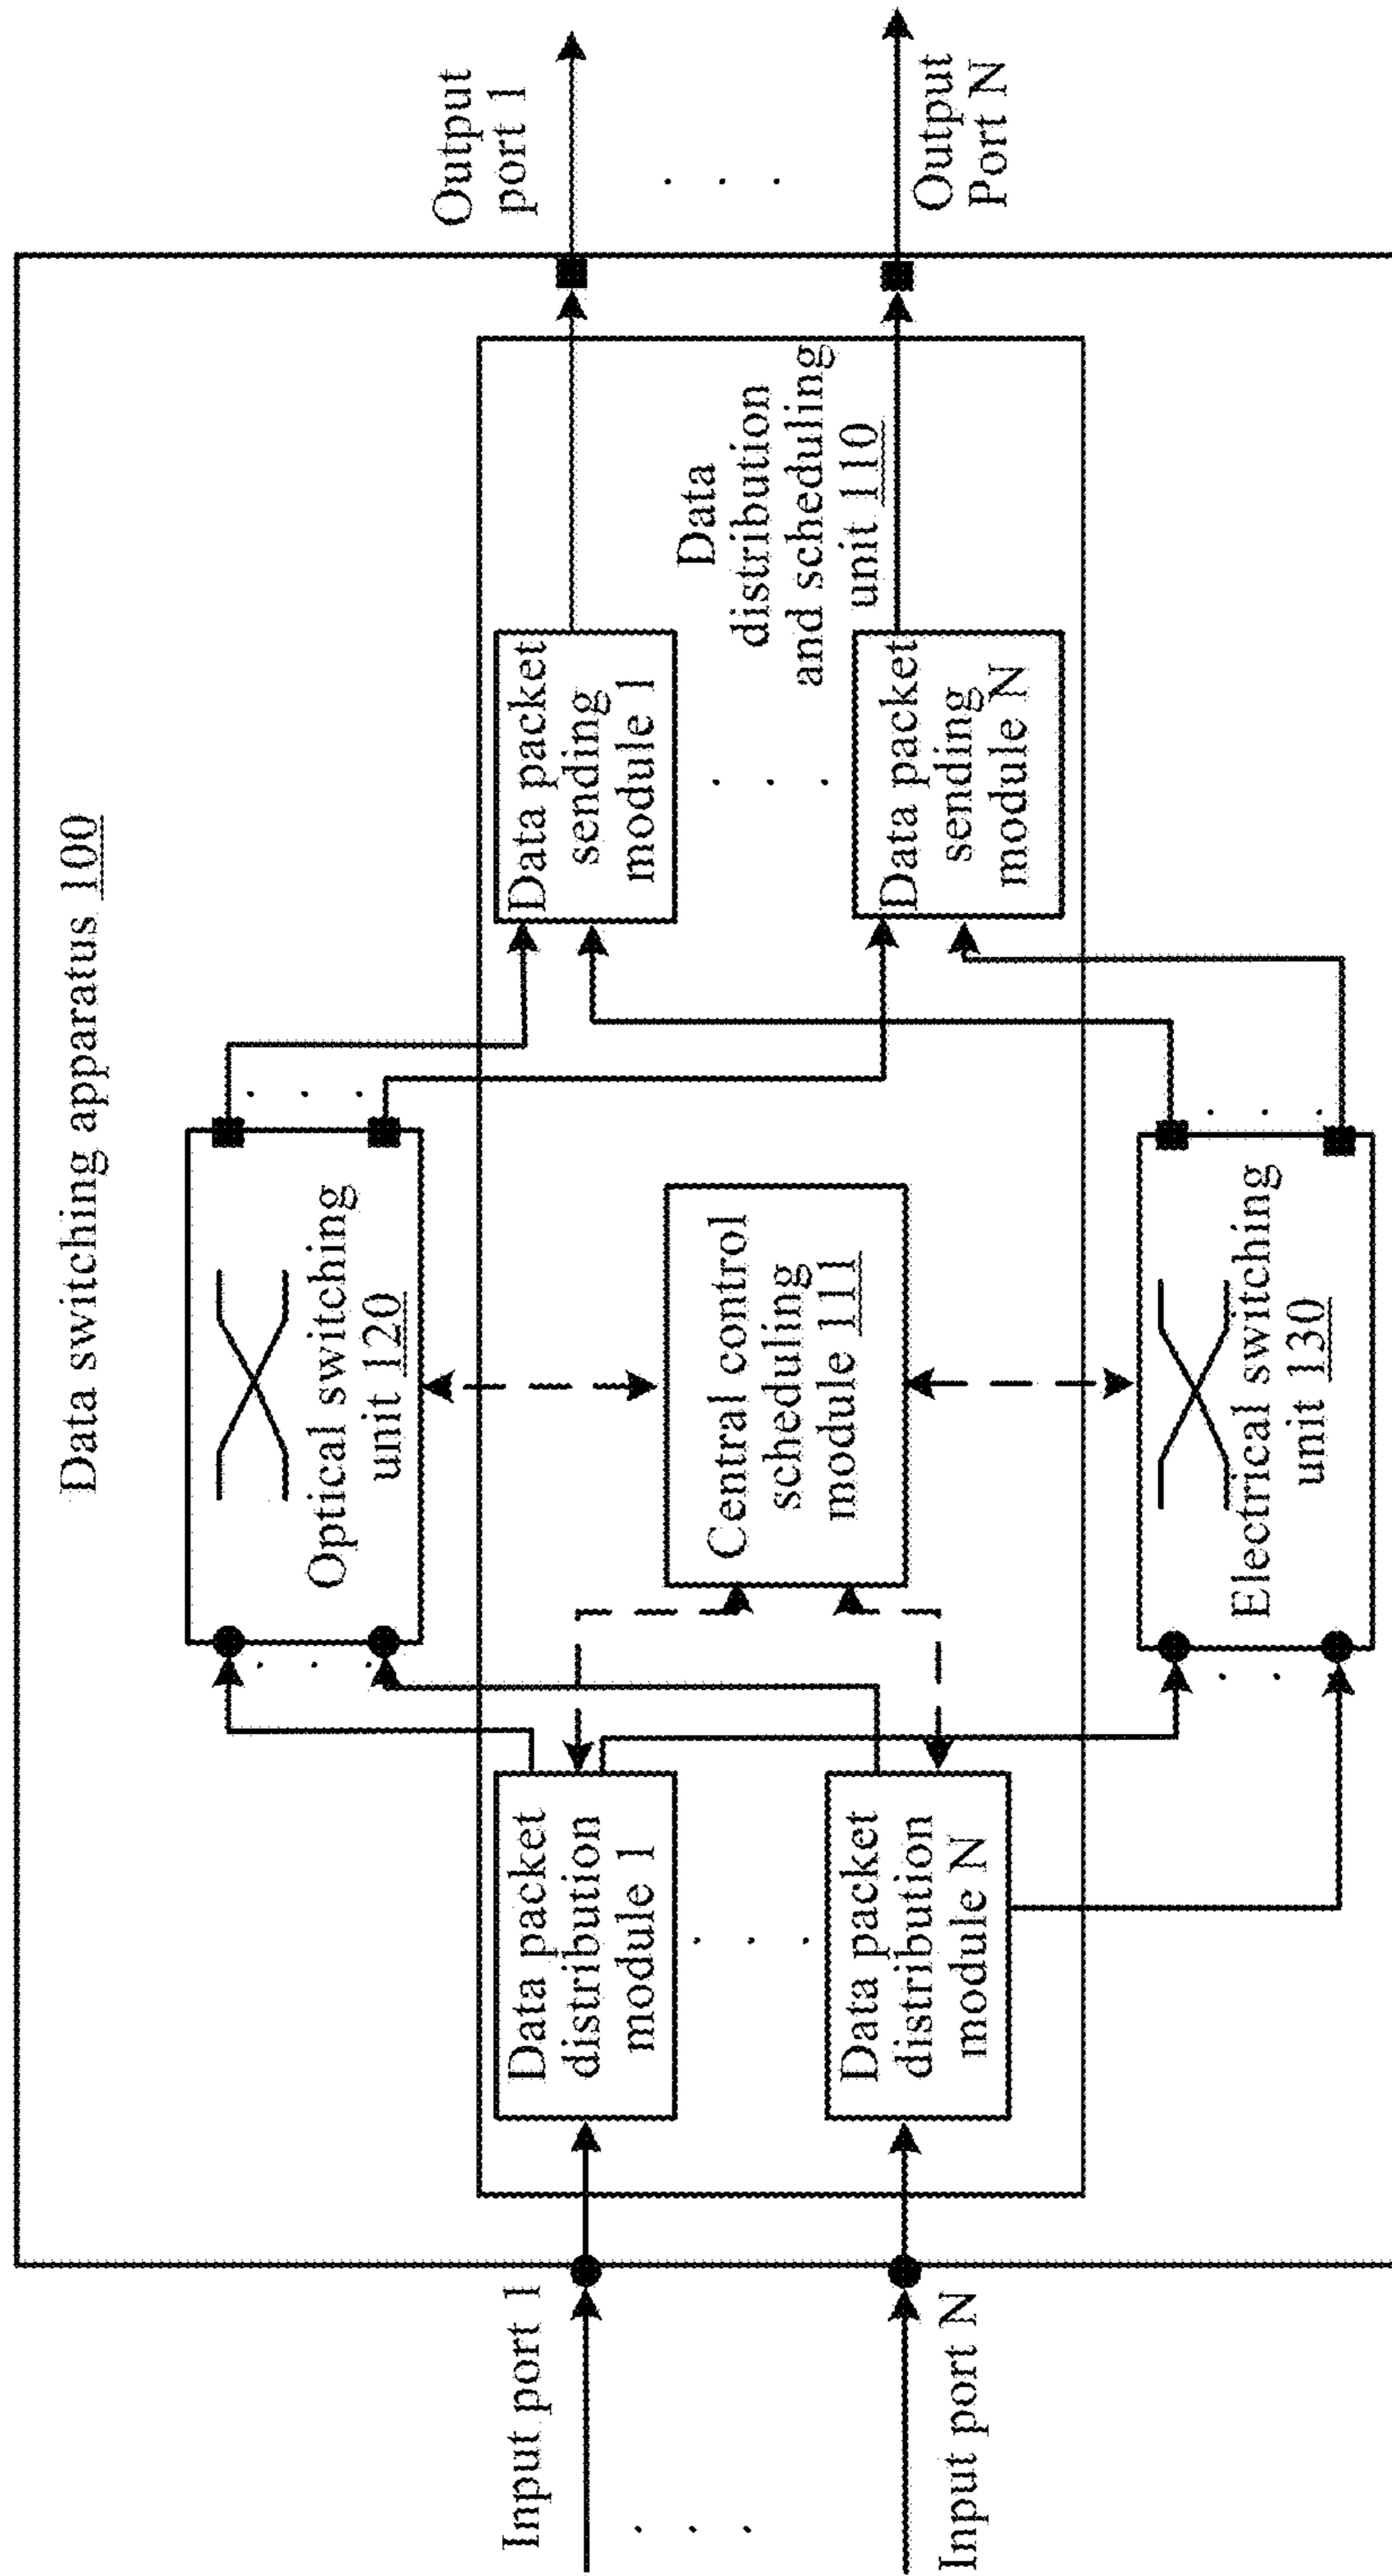 Data switching apparatus 100
Optical switching
unit 120
Input port 1
Data packet
distribution
module 1
Central control
scheduling
module 111
Data packet
sending
module 1
Output
port 1
. . .
Data
distribution
and scheduling
unit 110
Input port N
Data packet
distribution
module N
Data packet
sending
module N
Output
Port N
Electrical switching
unit 130